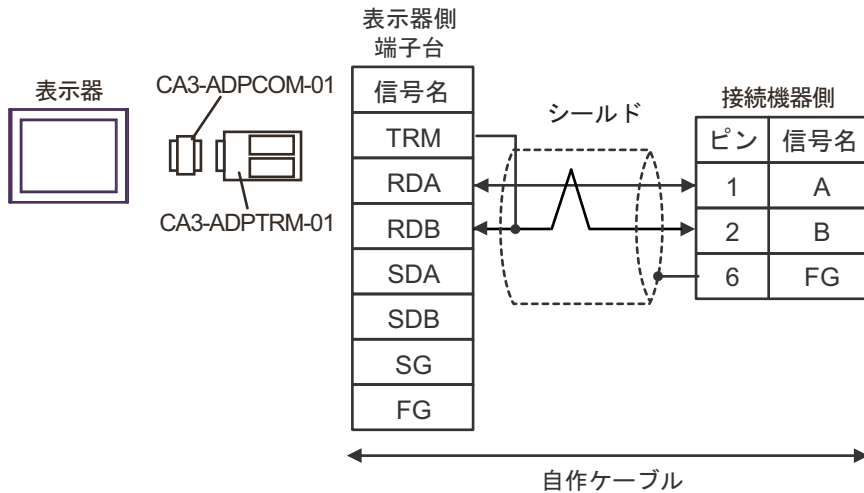 表示器側
端子台
表示器
CA3-ADPCOM-01
CA3-ADPTRM-01
信号名
TRM
RDA
RDB
SDA
SDB
SG
FG
シールド
接続機器側
ピン 信号名
1 A
2 B
6 FG
自作ケーブル